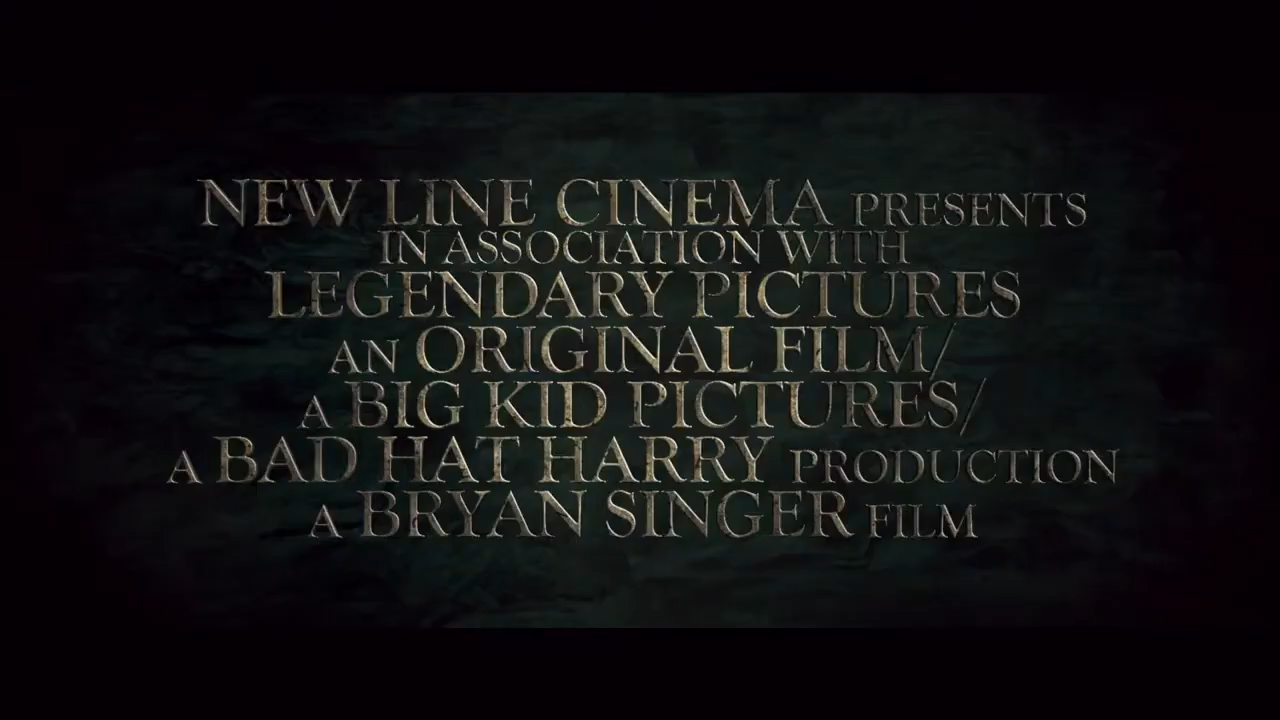 NEW LINE CINEMA PRESENTS
IN ASSOCIATION WITH
LEGENDARY PICTURES
AN ORIGINAL FILM/
A BIG KID PICTURES/
A BAD HAT HARRY PRODUCTION
A BRYAN SINGER FILM